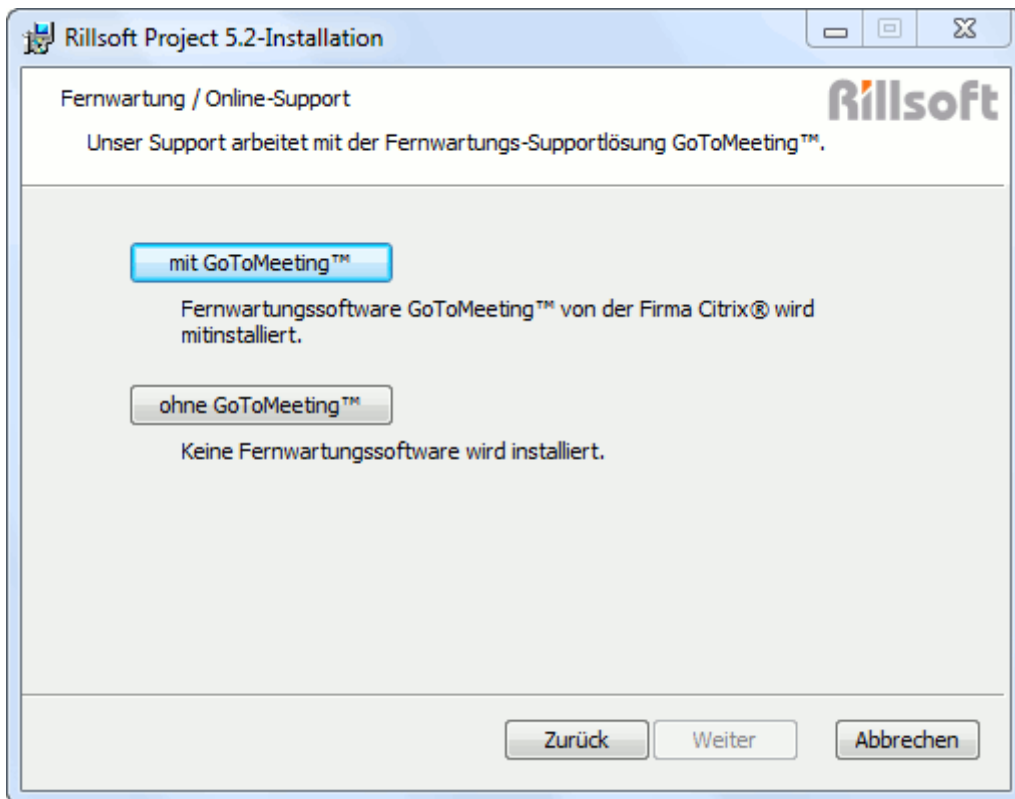 Rillsoft Project 5.2-Installation
Fernwartung / Online-Support
Rillsoft
Unser Support arbeitet mit der Fernwartungs-Supportlösung GoToMeeting™.
mit GoToMeeting™
Fernwartungssoftware GoToMeeting™ von der Firma Citrix® wird
mitinstalliert.
ohne GoToMeeting™
Keine Fernwartungssoftware wird installiert.
Zurück
Weiter
Abbrechen